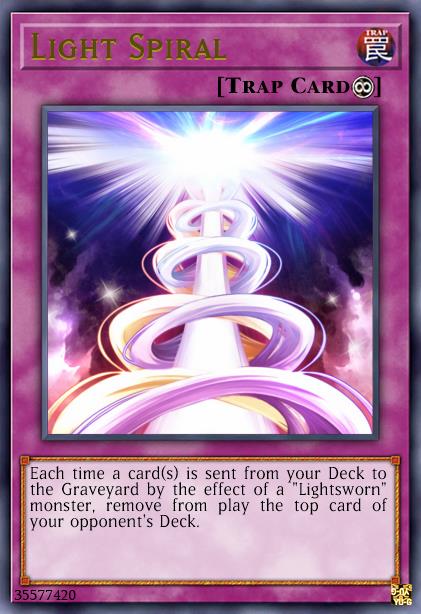 Light Spiral
TRAP
罠
[Trap Card]
Each time a card(s) is sent from your Deck to
the Graveyard by the effect of a "Lightsworn"
monster, remove from play the top card of
your opponent's Deck.
35577420